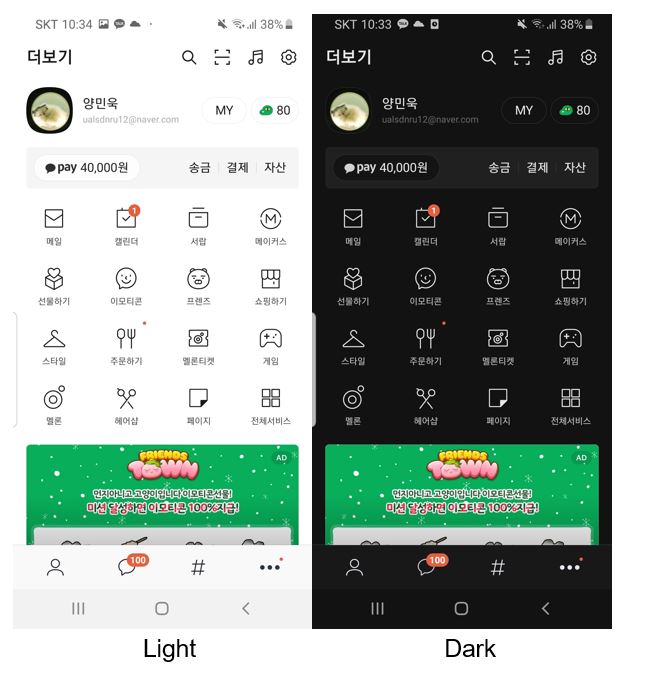 SKT 10:34
38%
더보기
양민욱
ualsdnru12@naver.com
MY
80
pay 40,000원
송금
결제
자산
메일
1
캘린더
서랍
메이커스
선물하기
이모티콘
프렌즈
쇼핑하기
스타일
주문하기
멜론티켓
게임
멜론
헤어샵
페이지
전체서비스
FRIENDS
TOWN
AD
먼지아니고 고양이입니다 이모티콘선물!
미션 달성하면 이모티콘 100%지급!
100
#
Light
SKT 10:33
38%
더보기
양민욱
ualsdnru12@naver.com
MY
80
pay 40,000원
송금
결제
자산
메일
1
캘린더
서랍
메이커스
선물하기
이모티콘
프렌즈
쇼핑하기
스타일
주문하기
멜론티켓
게임
멜론
헤어샵
페이지
전체서비스
FRIENDS
TOWN
AD
먼지아니고 고양이입니다 이모티콘선물!
미션 달성하면 이모티콘 100%지급!
100
#
Dark